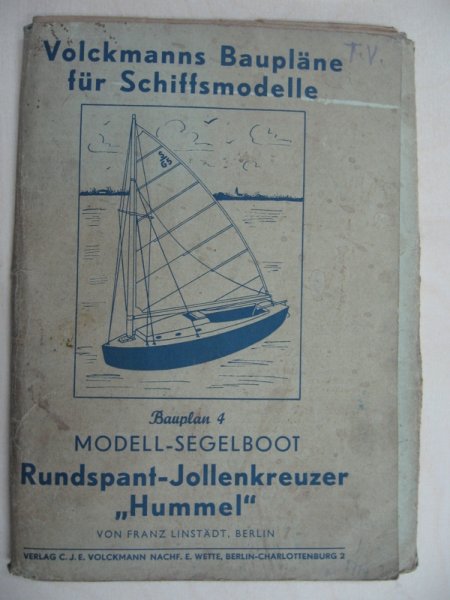 Volckmanns Baupläne
für Schiffsmodelle
T.V.
Bauplan 4
MODELL-SEGELBOOT
Rundspant-Jollenkreuzer
„Hummel“
VON FRANZ LINSTÄDT, BERLIN
VERLAG C. J. E. VOLCKMANN NACHF. E. WETTE, BERLIN-CHARLOTTENBURG 2